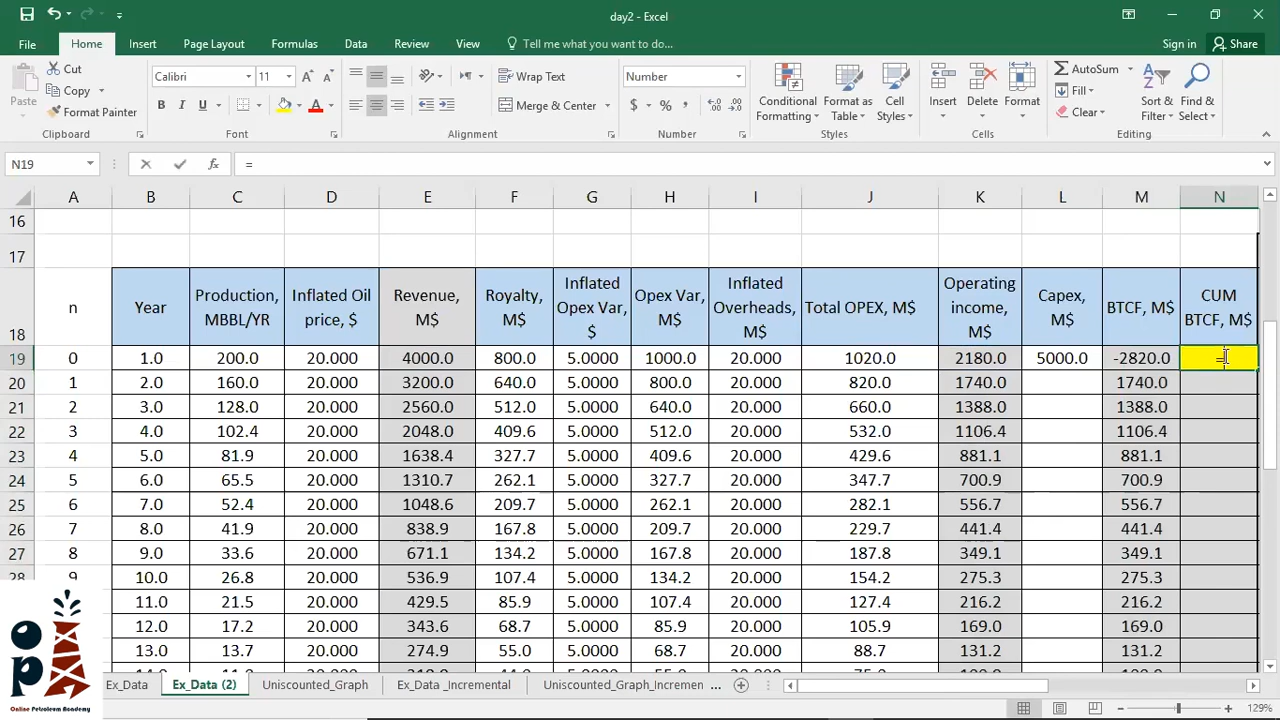 day2 - Excel
File Home Insert Page Layout Formulas Data Review View Tell me what you want to do... Sign in Share
Paste Cut Copy Format Painter Clipboard
Calibri 11 B I U A Font
Wrap Text Merge & Center Alignment
Number $ % , Number
Conditional Formatting Format as Table Cell Styles Styles
Insert Delete Format Cells
AutoSum Fill Clear Sort & Filter Find & Select Editing
N19 fx =
A B C D E F G H I J K L M N
16
17
18 n Year Production, MBBL/YR Inflated Oil price, $ Revenue, M$ Royalty, M$ Inflated Opex Var, $ Opex Var, M$ Inflated Overheads, M$ Total OPEX, M$ Operating income, M$ Capex, M$ BTCF, M$ CUM BTCF, M$
19 0 1.0 200.0 20.000 4000.0 800.0 5.0000 1000.0 20.000 1020.0 2180.0 5000.0 -2820.0 =
20 1 2.0 160.0 20.000 3200.0 640.0 5.0000 800.0 20.000 820.0 1740.0 1740.0
21 2 3.0 128.0 20.000 2560.0 512.0 5.0000 640.0 20.000 660.0 1388.0 1388.0
22 3 4.0 102.4 20.000 2048.0 409.6 5.0000 512.0 20.000 532.0 1106.4 1106.4
23 4 5.0 81.9 20.000 1638.4 327.7 5.0000 409.6 20.000 429.6 881.1 881.1
24 5 6.0 65.5 20.000 1310.7 262.1 5.0000 327.7 20.000 347.7 700.9 700.9
25 6 7.0 52.4 20.000 1048.6 209.7 5.0000 262.1 20.000 282.1 556.7 556.7
26 7 8.0 41.9 20.000 838.9 167.8 5.0000 209.7 20.000 229.7 441.4 441.4
27 8 9.0 33.6 20.000 671.1 134.2 5.0000 167.8 20.000 187.8 349.1 349.1
28 9 10.0 26.8 20.000 536.9 107.4 5.0000 134.2 20.000 154.2 275.3 275.3
11.0 21.5 20.000 429.5 85.9 5.0000 107.4 20.000 127.4 216.2 216.2
12.0 17.2 20.000 343.6 68.7 5.0000 85.9 20.000 105.9 169.0 169.0
13.0 13.7 20.000 274.9 55.0 5.0000 68.7 20.000 88.7 131.2 131.2
Ex_Data Ex_Data (2) Uniscounted_Graph Ex_Data _Incremental Uniscounted_Graph_Incremen ...
129%
OPA
Online Petroleum Academy